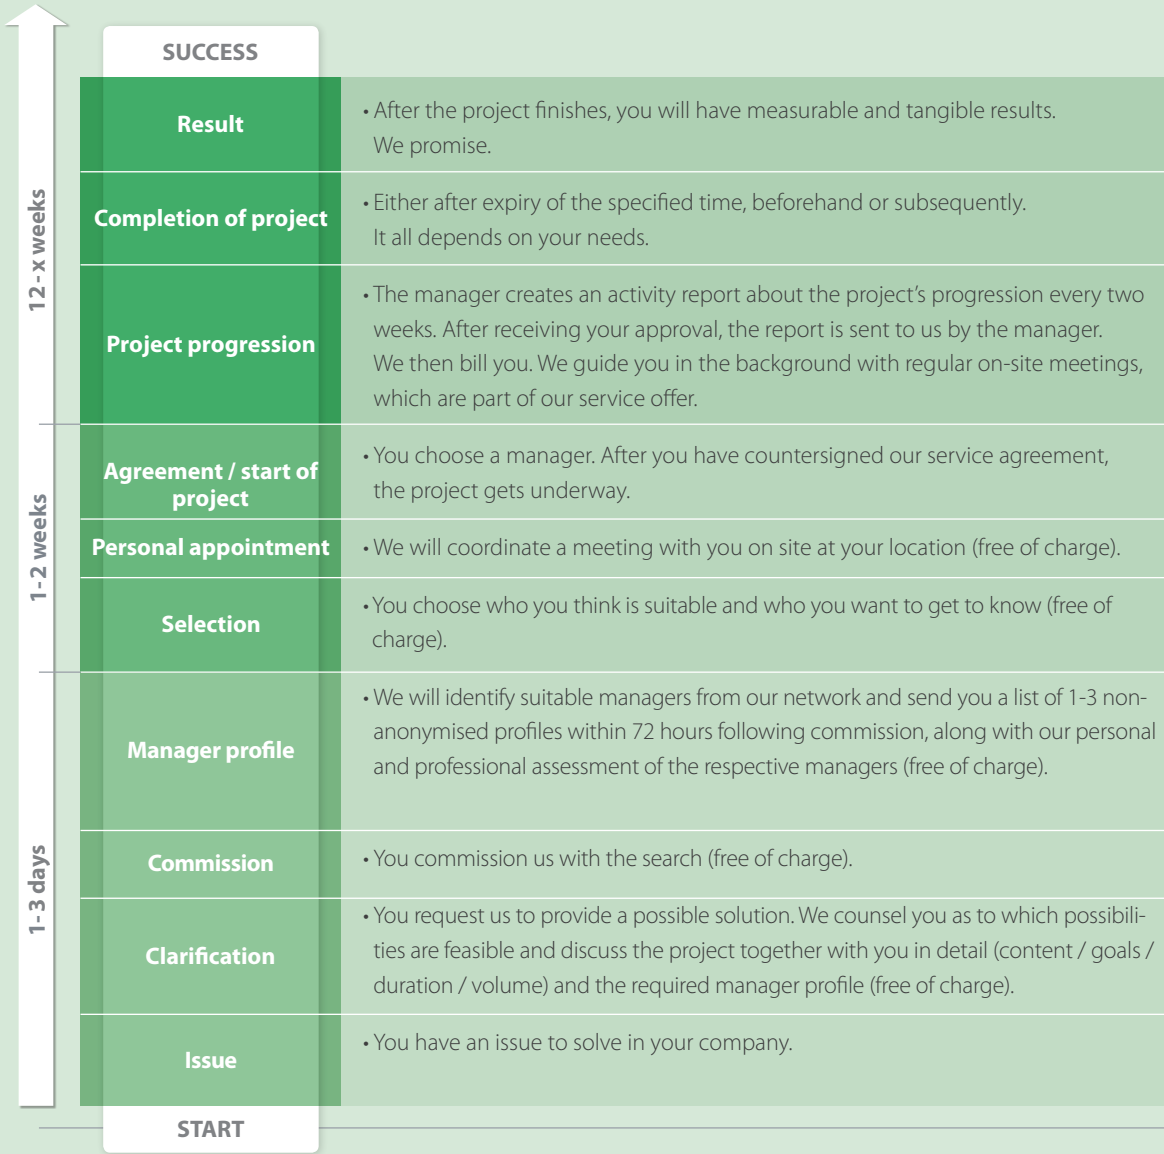 SUCCESS
Result
• After the project finishes, you will have measurable and tangible results.
We promise.
Completion of project
• Either after expiry of the specified time, beforehand or subsequently.
It all depends on your needs.
12 - x weeks
Project progression
• The manager creates an activity report about the project’s progression every two
weeks. After receiving your approval, the report is sent to us by the manager.
We then bill you. We guide you in the background with regular on-site meetings,
which are part of our service offer.
Agreement / start of
project
• You choose a manager. After you have countersigned our service agreement,
the project gets underway.
1 - 2 weeks
Personal appointment
• We will coordinate a meeting with you on site at your location (free of charge).
Selection
• You choose who you think is suitable and who you want to get to know (free of
charge).
Manager profile
• We will identify suitable managers from our network and send you a list of 1-3 non-
anonymised profiles within 72 hours following commission, along with our personal
and professional assessment of the respective managers (free of charge).
1 - 3 days
Commission
• You commission us with the search (free of charge).
Clarification
• You request us to provide a possible solution. We counsel you as to which possibili-
ties are feasible and discuss the project together with you in detail (content / goals /
duration / volume) and the required manager profile (free of charge).
Issue
• You have an issue to solve in your company.
START